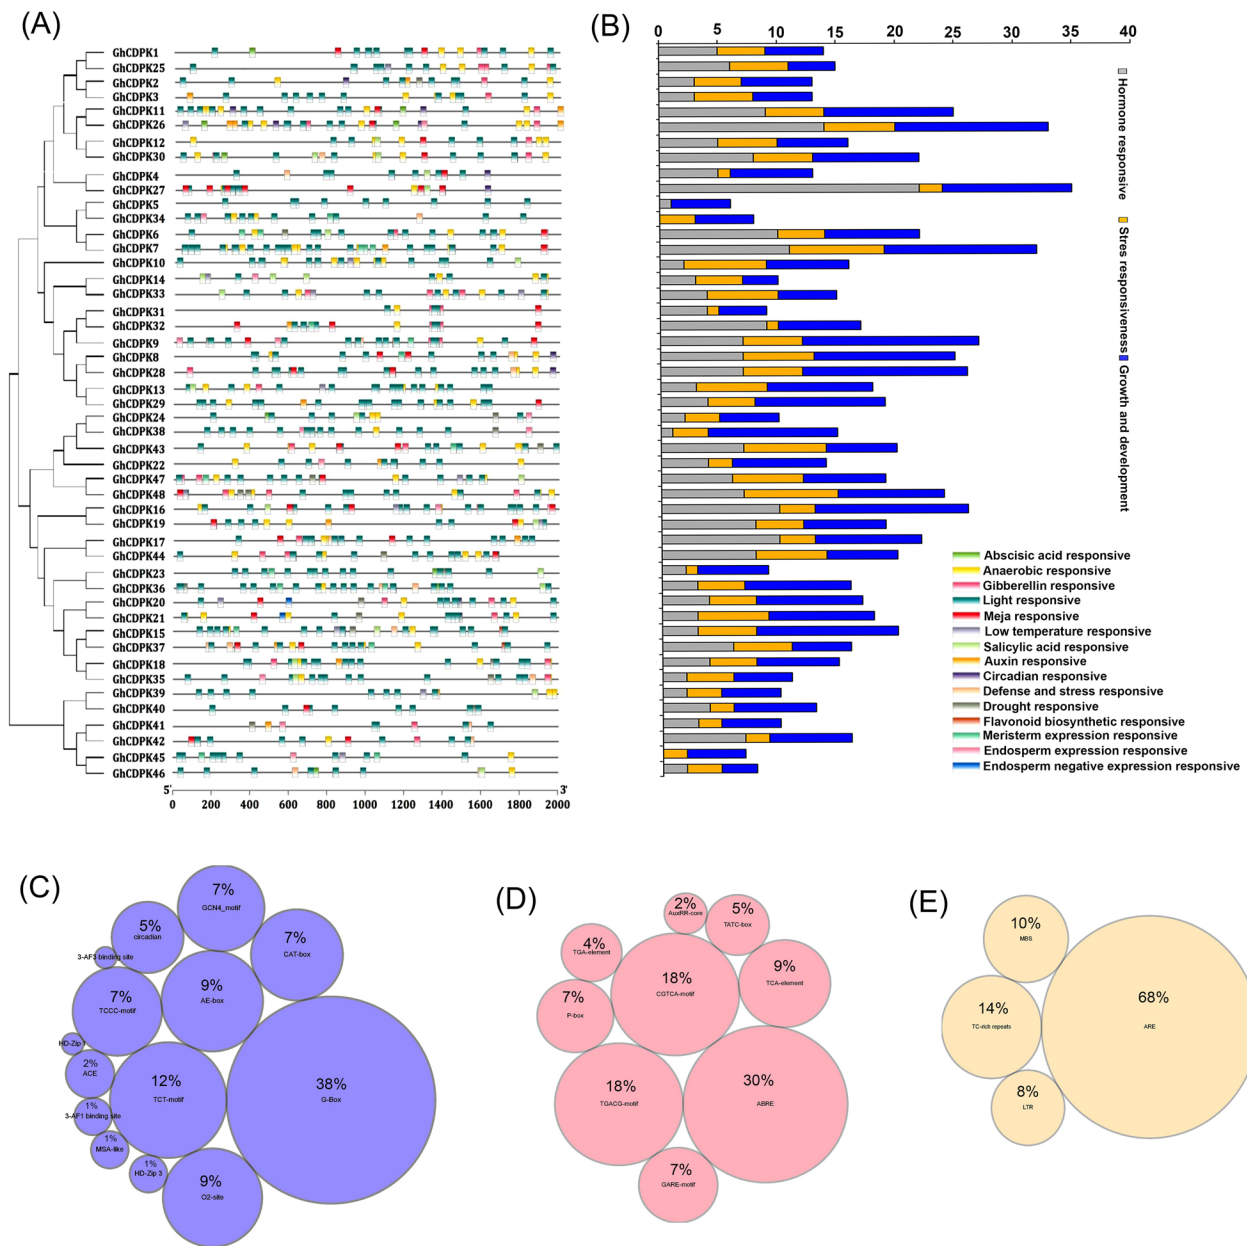 (A)
GhCDPK1
GhCDPK25
GhCDPK2
GhCDPK3
GhCDPK11
GhCDPK26
GhCDPK12
GhCDPK30
GhCDPK4
GhCDPK27
GhCDPK5
GhCDPK34
GhCDPK6
GhCDPK7
GhCDPK10
GhCDPK14
GhCDPK33
GhCDPK31
GhCDPK32
GhCDPK9
GhCDPK8
GhCDPK28
GhCDPK13
GhCDPK29
GhCDPK24
GhCDPK38
GhCDPK43
GhCDPK22
GhCDPK47
GhCDPK48
GhCDPK16
GhCDPK19
GhCDPK17
GhCDPK44
GhCDPK23
GhCDPK36
GhCDPK20
GhCDPK21
GhCDPK15
GhCDPK37
GhCDPK18
GhCDPK35
GhCDPK39
GhCDPK40
GhCDPK41
GhCDPK42
GhCDPK45
GhCDPK46
5' 3'
0 200 400 600 800 1000 1200 1400 1600 1800 2000
(B)
0 5 10 15 20 25 30 35 40
Hormone responsive
Stress responsiveness
Growth and development
Abscisic acid responsive
Anaerobic responsive
Gibberellin responsive
Light responsive
Meja responsive
Low temperature responsive
Salicylic acid responsive
Auxin responsive
Circadian responsive
Defense and stress responsive
Drought responsive
Flavonoid biosynthetic responsive
Meristerm expression responsive
Endosperm expression responsive
Endosperm negative expression responsive
(C)
7%
GCN4_motif
5%
circadian
7%
CAT-box
3-AF3 binding site
9%
AE-box
7%
TCCC-motif
HD-Zip 1
2%
ACE
12%
TCT-motif
38%
G-Box
1%
3-AF1 binding site
1%
MSA-like
1%
HD-Zip 3
9%
O2-site
(D)
2%
AuxRR-core
5%
TATC-box
4%
TGA-element
18%
CGTCA-motif
9%
TCA-element
7%
P-box
18%
TGACG-motif
30%
ABRE
7%
GARE-motif
(E)
10%
MBS
68%
ARE
14%
TC-rich repeats
8%
LTR